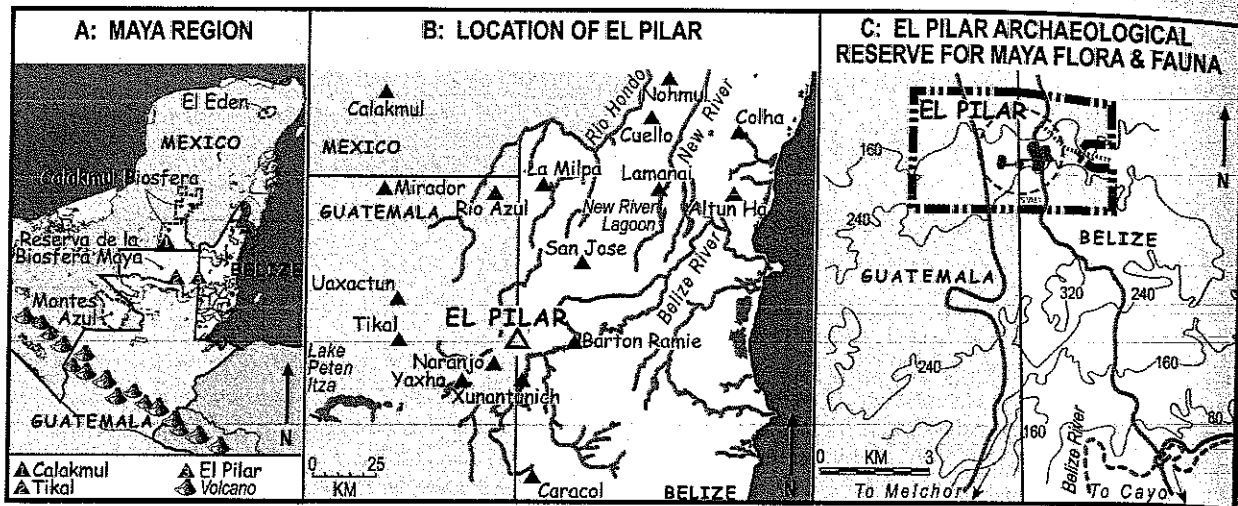 A: MAYA REGION
El Eden
MEXICO
Calakmul Biosfera
Reserva de la
Biosfera Maya
BELIZE
Montes
Azul
GUATEMALA
N
Calakmul
El Pilar
Tikal
Volcano
B: LOCATION OF EL PILAR
Calakmul
Rio Hondo
Nohmul
New River
Cuello
Colha
MEXICO
La Milpa
Lamanai
Mirador
GUATEMALA
Rio Azul
New River
Lagoon
Altun Ha
San Jose
Belize River
Uaxactun
Tikal
EL PILAR
Barton Ramie
Lake
Peten
Itza
Naranjo
Yaxha
Xunantunich
0 25
KM
Caracol
BELIZE
N
C: EL PILAR ARCHAEOLOGICAL
RESERVE FOR MAYA FLORA & FAUNA
EL PILAR
160
N
240
BELIZE
GUATEMALA
320
240
240
160
160
80
0 3
KM
Belize River
To Melchor
To Cayo